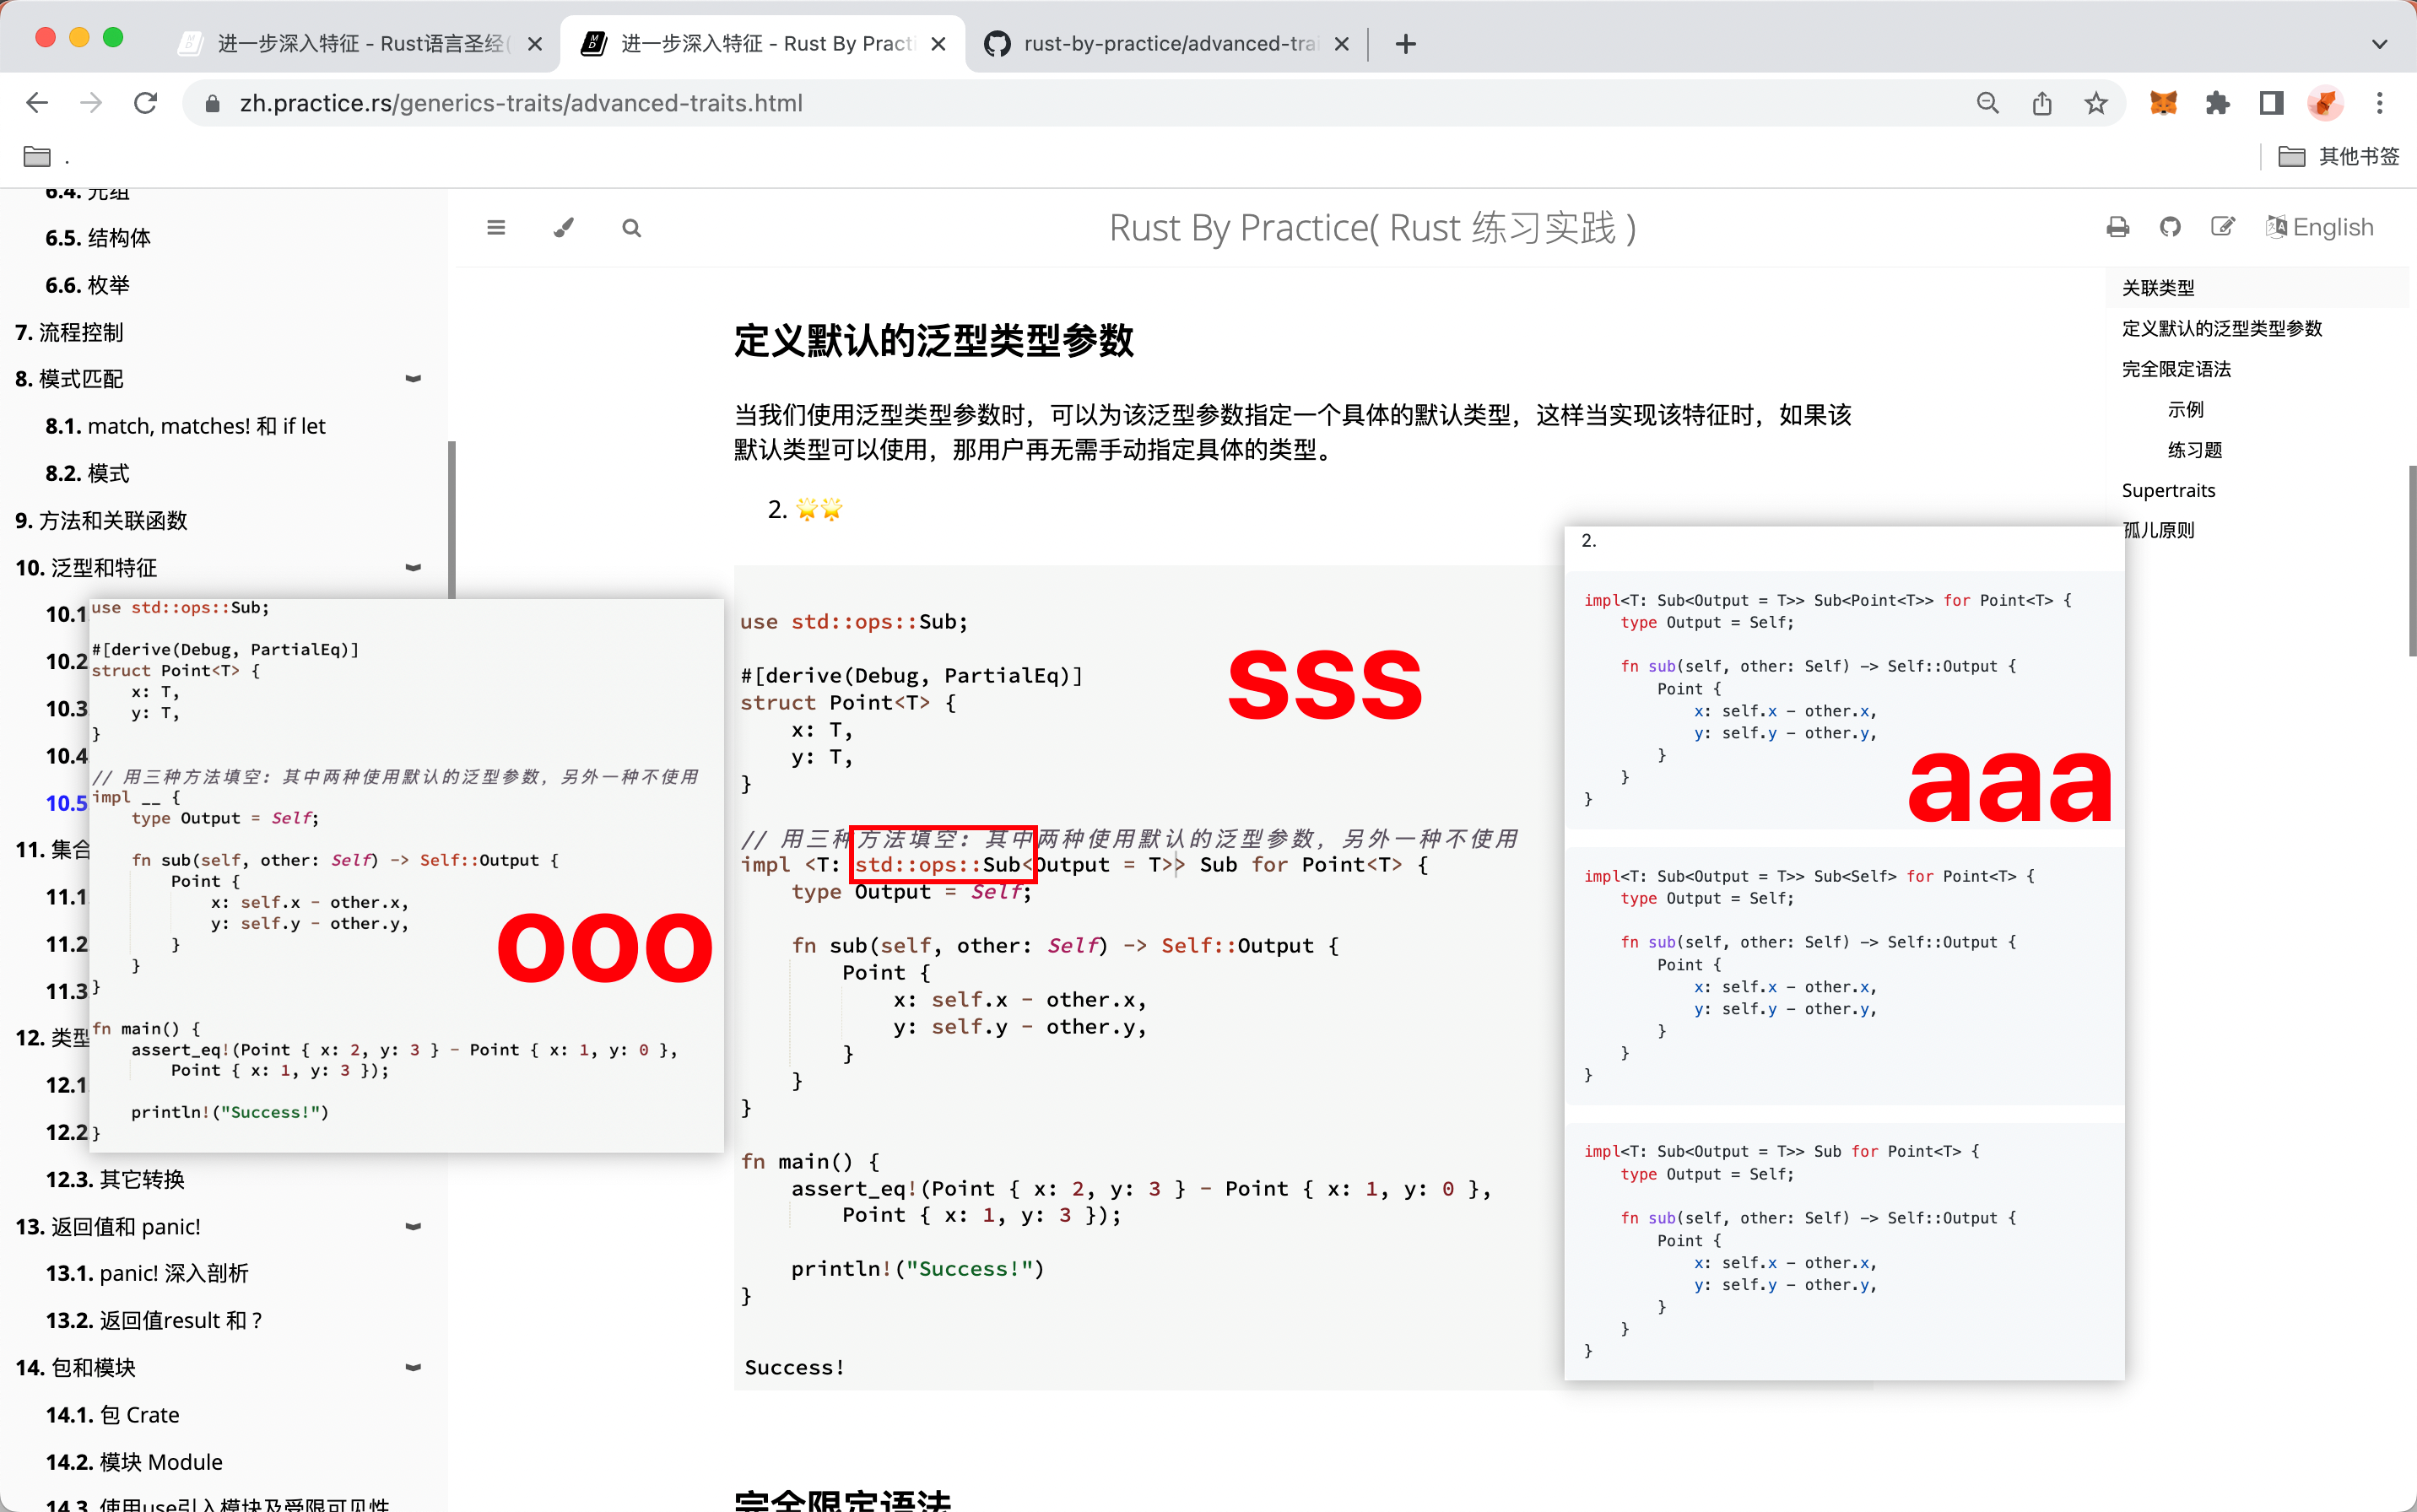 进一步深入特征 - Rust语言圣经(
进一步深入特征 - Rust By Practi
rust-by-practice/advanced-trai
zh.practice.rs/generics-traits/advanced-traits.html
.
其他书签
6.4. 元组
6.5. 结构体
6.6. 枚举
7. 流程控制
8. 模式匹配
8.1. match, matches! 和 if let
8.2. 模式
9. 方法和关联函数
10. 泛型和特征
10.1
10.2
10.3
10.4
10.5
11. 集合
11.1
11.2
11.3
12. 类型
12.1
12.2
12.3. 其它转换
13. 返回值和 panic!
13.1. panic! 深入剖析
13.2. 返回值result 和 ?
14. 包和模块
14.1. 包 Crate
14.2. 模块 Module
14.3. 使用use引入模块及受限可见性
use std::ops::Sub;
#[derive(Debug, PartialEq)]
struct Point<T> {
    x: T,
    y: T,
}
// 用三种方法填空: 其中两种使用默认的泛型参数，另外一种不使用
impl __ {
    type Output = Self;
    fn sub(self, other: Self) -> Self::Output {
        Point {
            x: self.x - other.x,
            y: self.y - other.y,
        }
    }
}
fn main() {
    assert_eq!(Point { x: 2, y: 3 } - Point { x: 1, y: 0 },
        Point { x: 1, y: 3 });
    println!("Success!")
}
ooo
Rust By Practice( Rust 练习实践 )
English
定义默认的泛型类型参数
当我们使用泛型类型参数时，可以为该泛型参数指定一个具体的默认类型，这样当实现该特征时，如果该
默认类型可以使用，那用户再无需手动指定具体的类型。
2. 🌟🌟
use std::ops::Sub;
#[derive(Debug, PartialEq)]
struct Point<T> {
    x: T,
    y: T,
}
// 用三种方法填空: 其中两种使用默认的泛型参数，另外一种不使用
impl <T: std::ops::Sub<Output = T>> Sub for Point<T> {
    type Output = Self;
    fn sub(self, other: Self) -> Self::Output {
        Point {
            x: self.x - other.x,
            y: self.y - other.y,
        }
    }
}
fn main() {
    assert_eq!(Point { x: 2, y: 3 } - Point { x: 1, y: 0 },
        Point { x: 1, y: 3 });
    println!("Success!")
}
Success!
sss
完全限定语法
2.
impl<T: Sub<Output = T>> Sub<Point<T>> for Point<T> {
    type Output = Self;
    fn sub(self, other: Self) -> Self::Output {
        Point {
            x: self.x - other.x,
            y: self.y - other.y,
        }
    }
}
aaa
impl<T: Sub<Output = T>> Sub<Self> for Point<T> {
    type Output = Self;
    fn sub(self, other: Self) -> Self::Output {
        Point {
            x: self.x - other.x,
            y: self.y - other.y,
        }
    }
}
impl<T: Sub<Output = T>> Sub for Point<T> {
    type Output = Self;
    fn sub(self, other: Self) -> Self::Output {
        Point {
            x: self.x - other.x,
            y: self.y - other.y,
        }
    }
}
关联类型
定义默认的泛型类型参数
完全限定语法
示例
练习题
Supertraits
孤儿原则